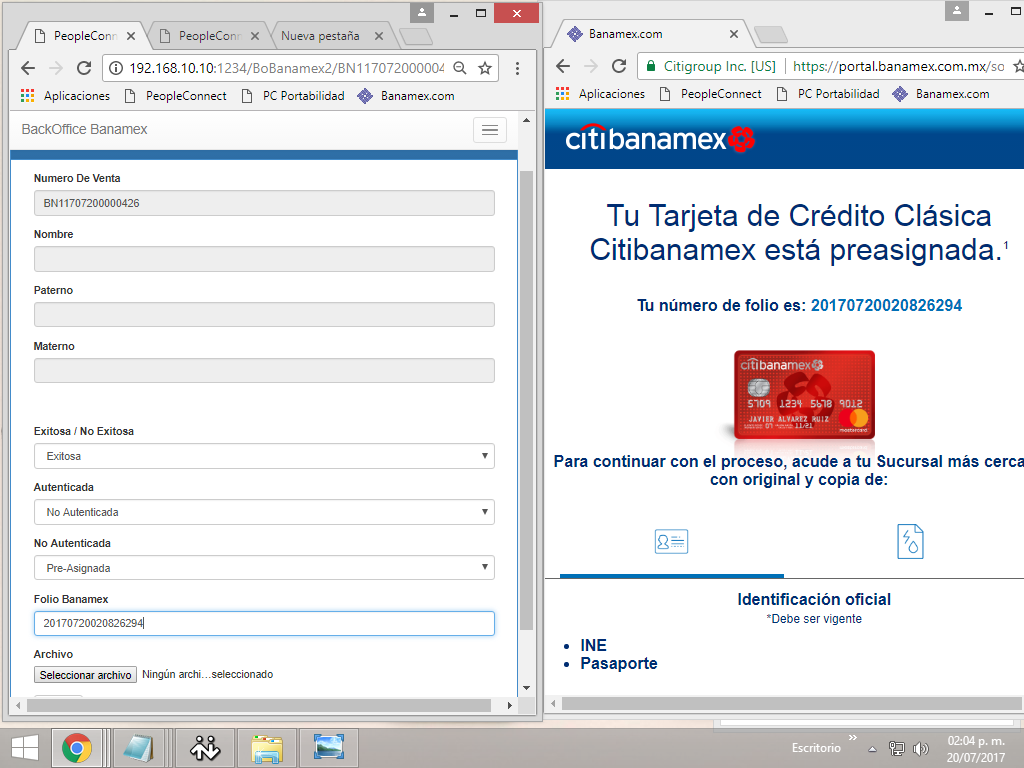 PeopleConn
PeopleConn
Nueva pestaña
192.168.10.10:1234/BoBanamex2/BN1170720000004
Aplicaciones
PeopleConnect
PC Portabilidad
Banamex.com
BackOffice Banamex
Numero De Venta
BN11707200000426
Nombre
Paterno
Materno
Exitosa / No Exitosa
Exitosa
Autenticada
No Autenticada
No Autenticada
Pre-Asignada
Folio Banamex
20170720020826294
Archivo
Seleccionar archivo Ningún archi...seleccionado
Banamex.com
Citigroup Inc. [US] https://portal.banamex.com.mx/so
Aplicaciones
PeopleConnect
PC Portabilidad
Banamex.com
citibanamex
Tu Tarjeta de Crédito Clásica
Citibanamex está preasignada.1
Tu número de folio es: 20170720020826294
citibanamex
5709 1234 5678 9012
07 11/21
JAVIER ALVAREZ RUIZ
mastercard
Para continuar con el proceso, acude a tu Sucursal más cerca
con original y copia de:
Identificación oficial
*Debe ser vigente
INE
Pasaporte
Escritorio
02:04 p. m.
20/07/2017